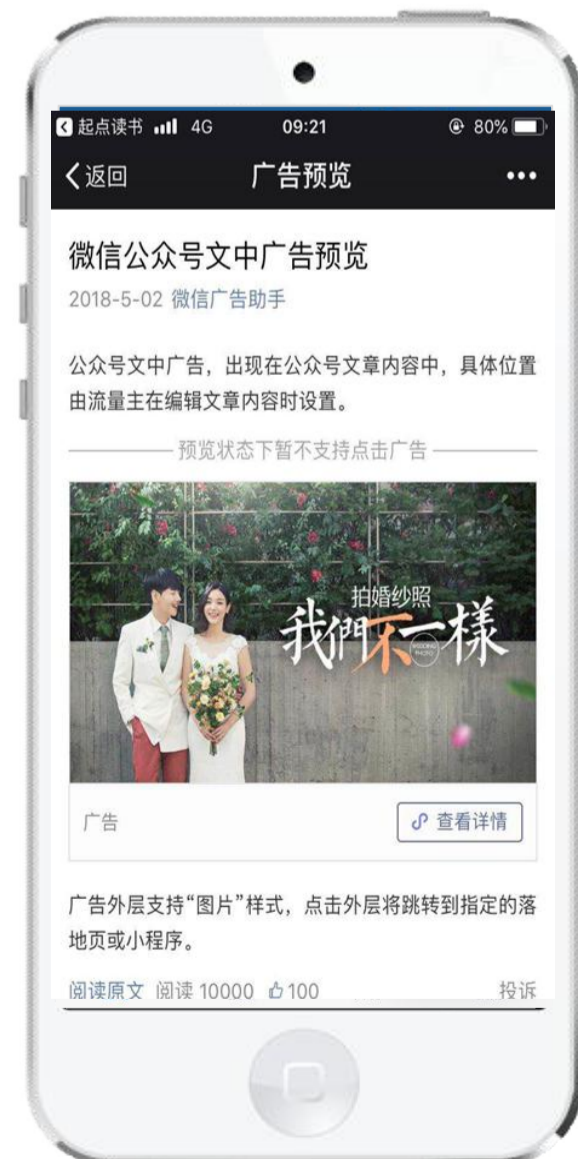 起点读书 4G 09:21 80%
返回 广告预览
微信公众号文中广告预览
2018-5-02 微信广告助手
公众号文中广告，出现在公众号文章内容中，具体位置
由流量主在编辑文章内容时设置。
预览状态下暂不支持点击广告
拍婚纱照
我們不一樣
WEDDING
PHOTO
广告 查看详情
广告外层支持“图片”样式，点击外层将跳转到指定的落
地页或小程序。
阅读原文 阅读 10000 100 投诉